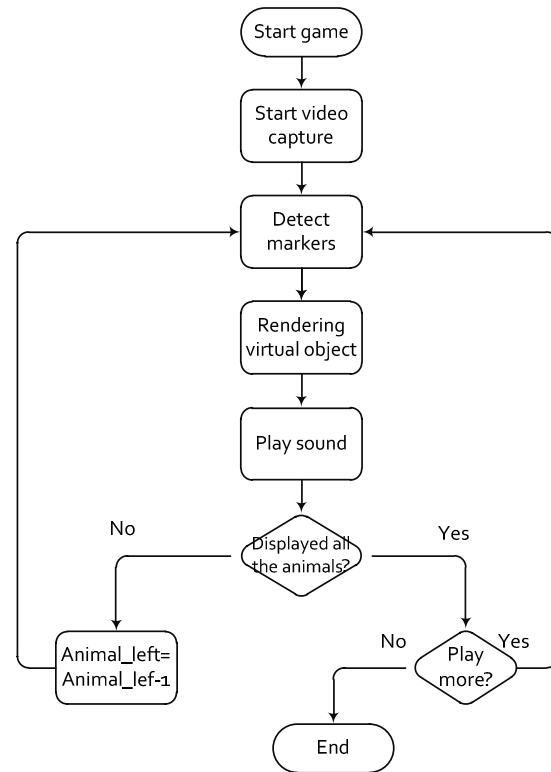 Start game
Start video
capture
Detect
markers
Rendering
virtual object
Play sound
Displayed all
the animals?
No
Yes
Animal_left=
Animal_lef-1
No
Play
more?
Yes
End